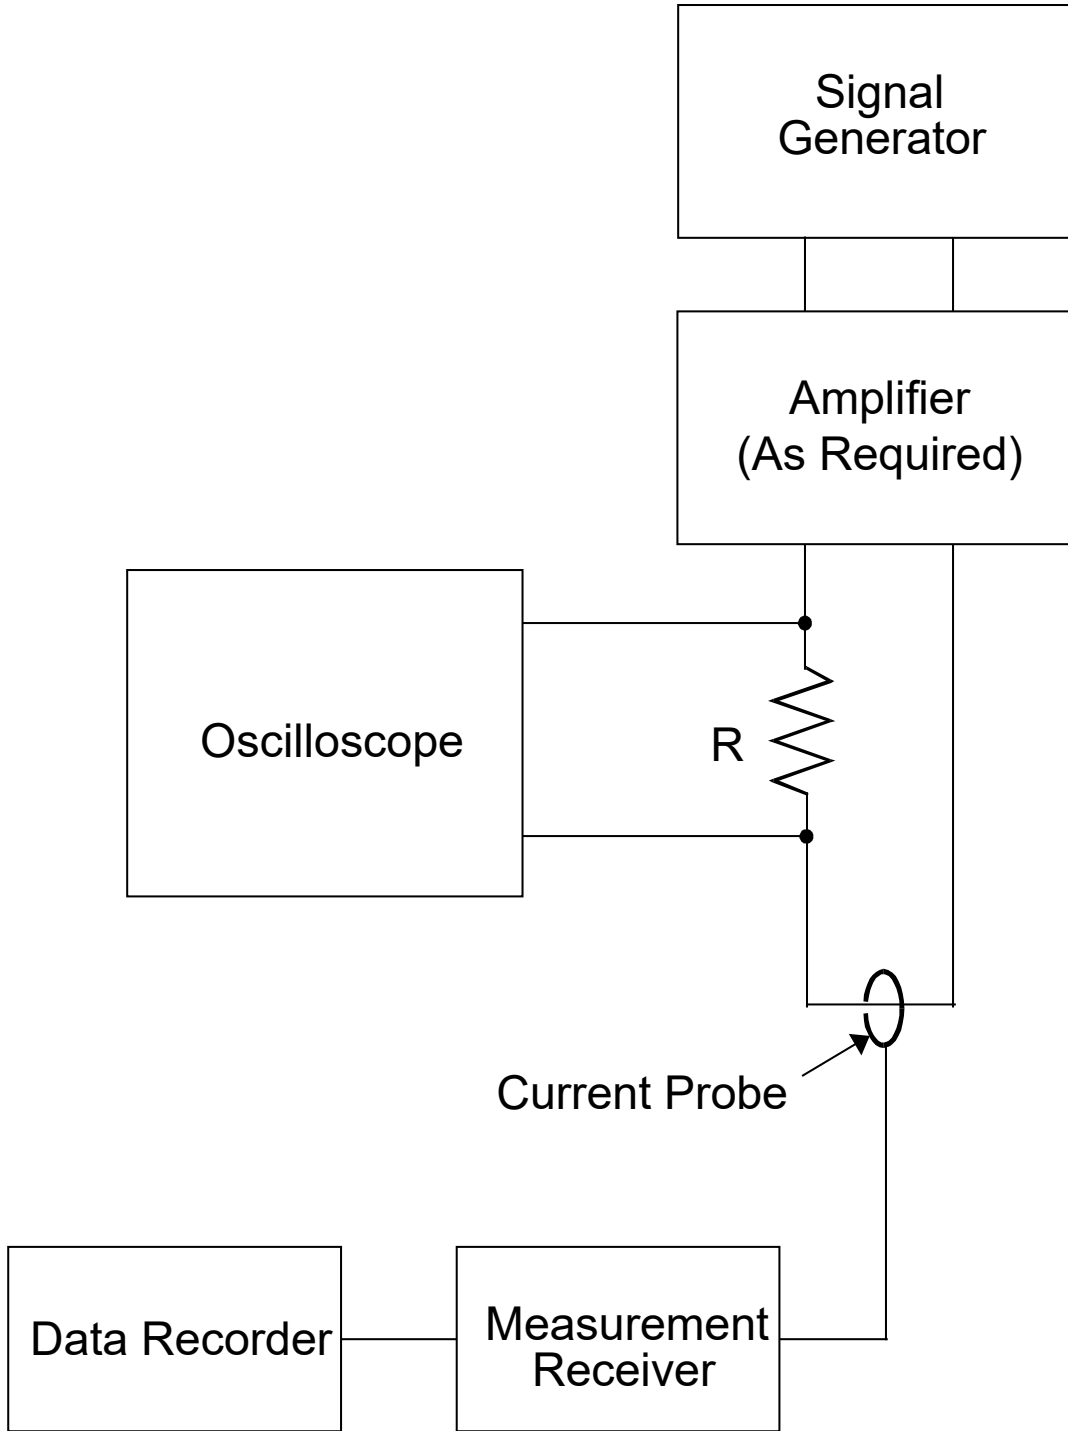 Signal
Generator
Amplifier
(As Required)
Oscilloscope
R
Current Probe
Data Recorder
Measurement
Receiver